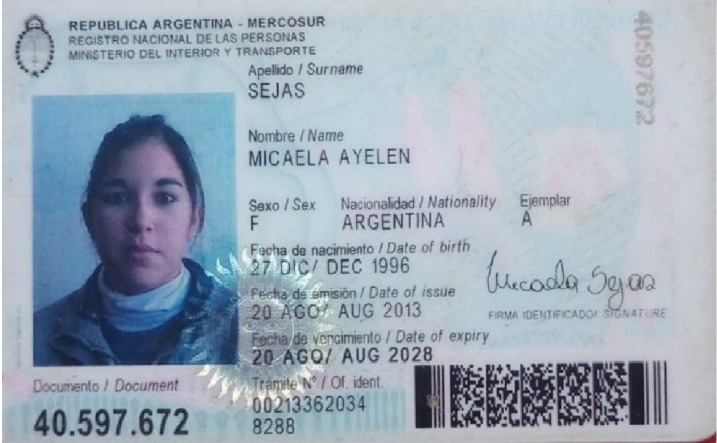 REPUBLICA ARGENTINA - MERCOSUR
REGISTRO NACIONAL DE LAS PERSONAS
MINISTERIO DEL INTERIOR Y TRANSPORTE
40597672
Apellido / Surname
SEJAS
Nombre / Name
MICAELA AYELEN
Sexo / Sex Nacionalidad / Nationality Ejemplar
F ARGENTINA A
Fecha de nacimiento / Date of birth
27 DIC/ DEC 1996
Fecha de emisión / Date of issue
20 AGO/ AUG 2013
Micaela Sejas
FIRMA IDENTIFICADO/ SIGNATURE
Fecha de vencimiento / Date of expiry
20 AGO/ AUG 2028
Documento / Document
40.597.672
Trámite Nº / Of. ident.
00213362034
8288